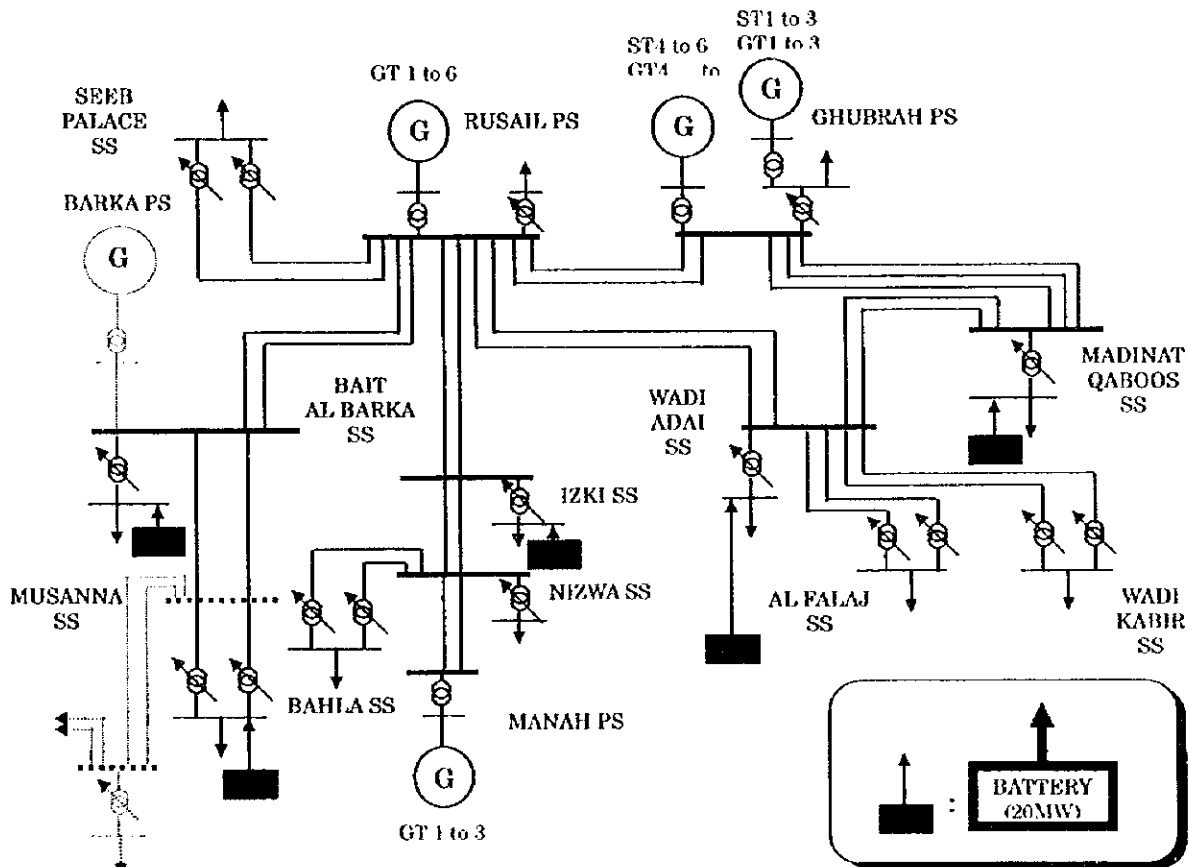 ST1 to 3
GT1 to 3
ST4 to 6
GT4 to
GT 1 to 6
SEEB
PALACE
SS
G
G
G
RUSAIL PS
GHUBRAH PS
BARKA PS
G
BAIT
AL BARKA
SS
WADI
ADAI
SS
MADINAT
QABOOS
SS
IZKI SS
MUSANNA
SS
NIZWA SS
AL FALAJ
SS
WADI
KABIR
SS
BAHLA SS
MANAH PS
G
GT 1 to 3
:
BATTERY
(20MW)